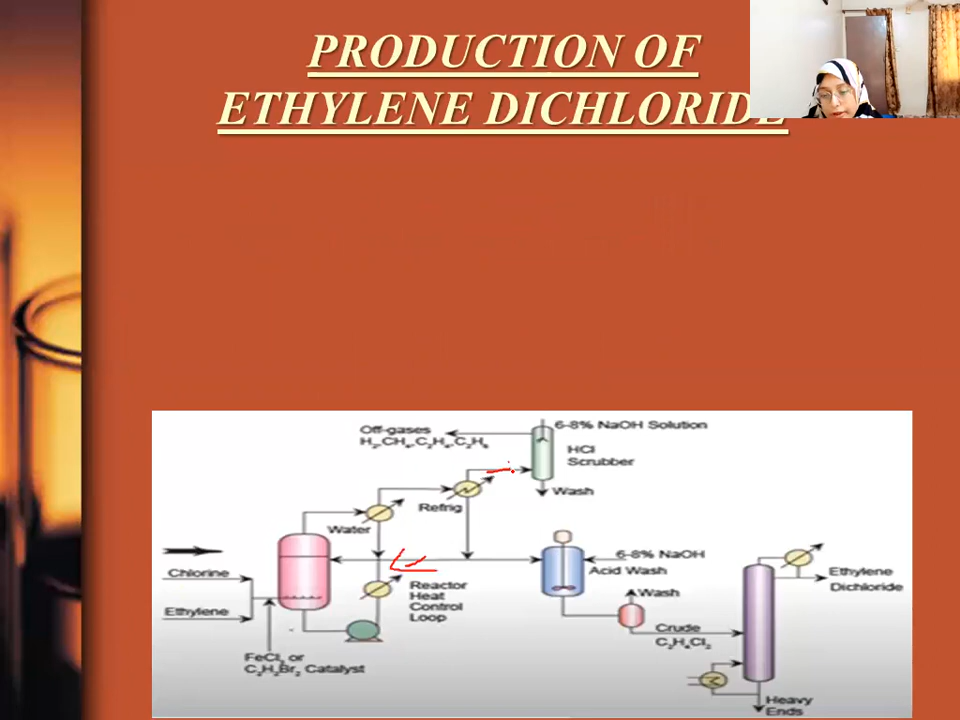 PRODUCTION OF
ETHYLENE DICHLORIDE
Off-gases
H₂,CH₄,C₂H₄,C₂H₆
6-8% NaOH Solution
HCl
Scrubber
Wash
Refrig
Water
Chlorine
Ethylene
FeCl₃ or
C₂H₂Br₂ Catalyst
Reactor
Heat
Control
Loop
6-8% NaOH
Acid Wash
Wash
Crude
C₂H₄Cl₂
Ethylene
Dichloride
Heavy
Ends